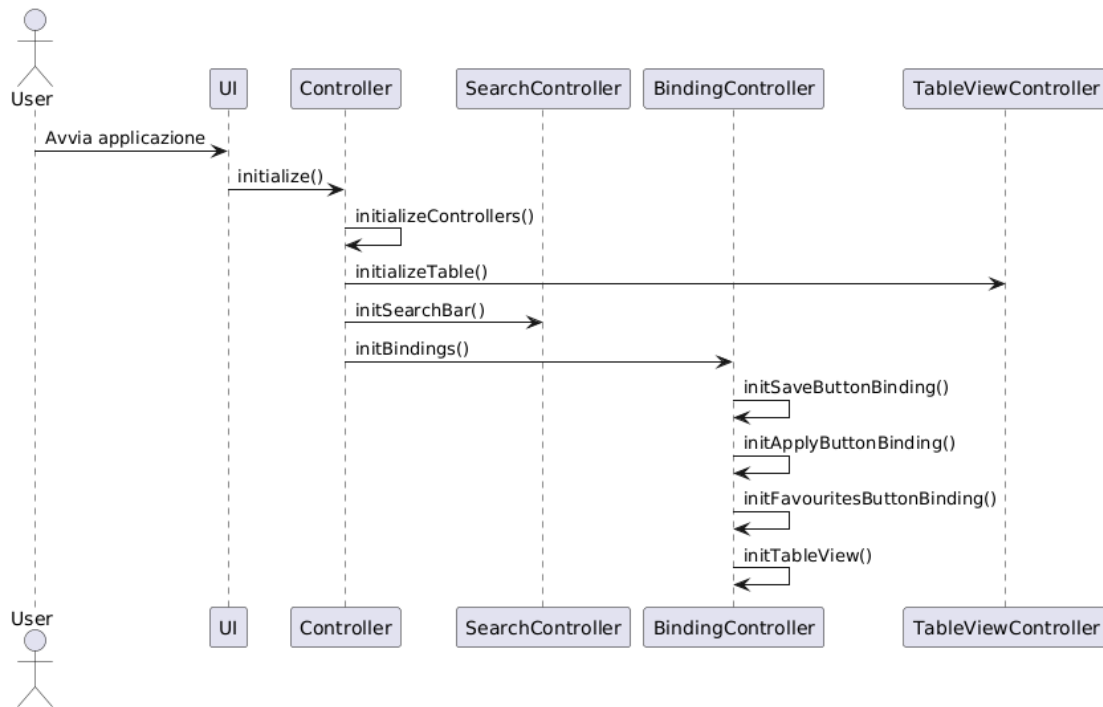 User
UI
Controller
SearchController
BindingController
TableViewController
Avvia applicazione
initialize()
initializeControllers()
initializeTable()
initSearchBar()
initBindings()
initSaveButtonBinding()
initApplyButtonBinding()
initFavouritesButtonBinding()
initTableView()
User
UI
Controller
SearchController
BindingController
TableViewController